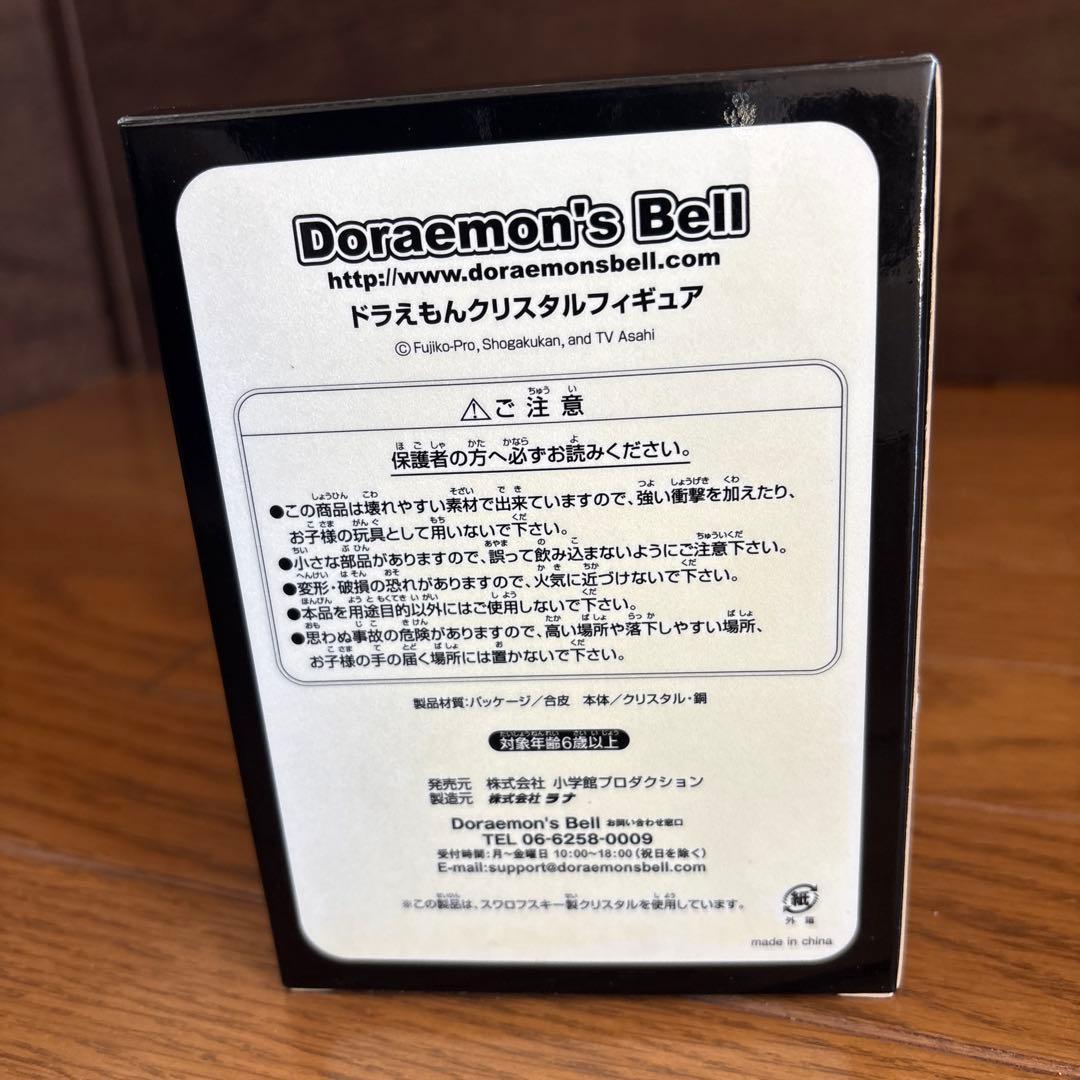 Doraemon's Bell
http://www.doraemonsbell.com
ドラえもんクリスタルフィギュア
© Fujiko-Pro, Shogakukan, and TV Asahi
⚠ご注意
保護者の方へ必ずお読みください。
●この商品は壊れやすい素材で出来ていますので、強い衝撃を加えたり、
お子様の玩具として用いないで下さい。
●小さな部品がありますので、誤って飲み込まないようにご注意下さい。
●変形・破損の恐れがありますので、火気に近づけないで下さい。
●本品を用途目的以外にはご使用しないで下さい。
●思わぬ事故の危険がありますので、高い場所や落下しやすい場所、
お子様の手の届く場所には置かないで下さい。
製品材質:パッケージ/合皮 本体/クリスタル・銅
対象年齢6歳以上
発売元 株式会社 小学館プロダクション
製造元 株式会社 ラナ
Doraemon's Bell お問い合わせ窓口
TEL 06-6258-0009
受付時間:月~金曜日 10:00~18:00(祝日を除く)
E-mail:support@doraemonsbell.com
※この製品は、スワロフスキー製クリスタルを使用しています。
紙
外箱
made in china